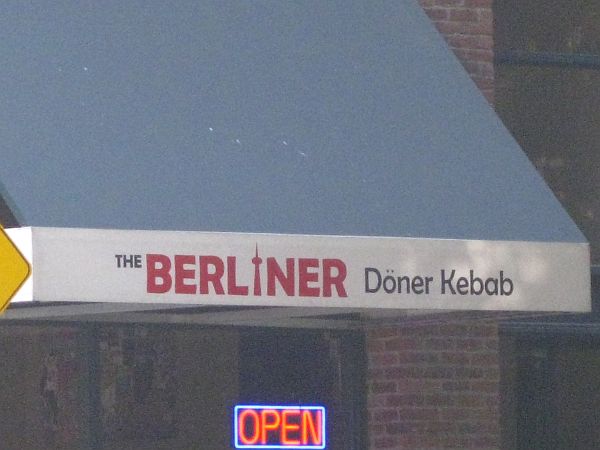 THE BERLINER Döner Kebab
OPEN